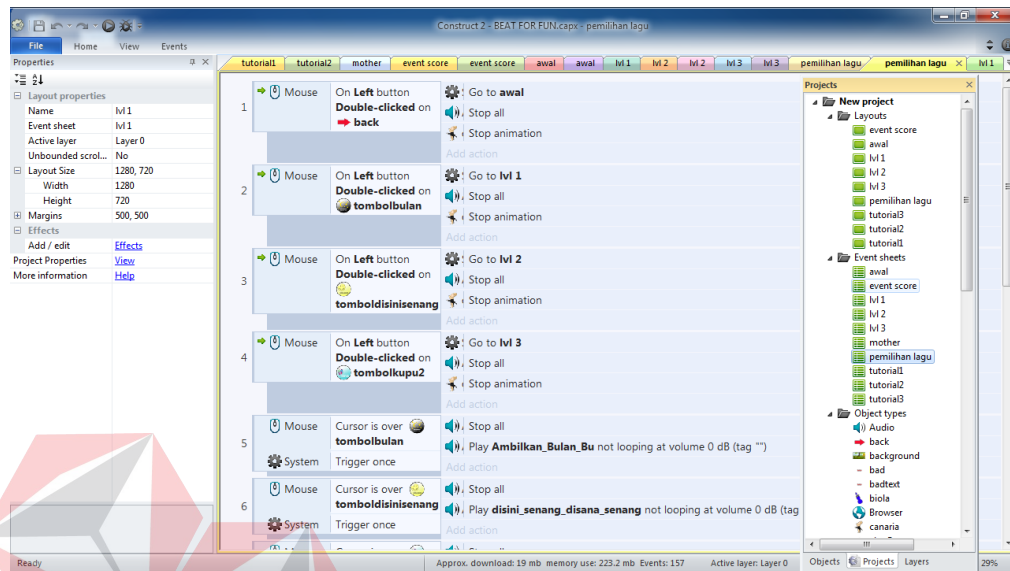 Construct 2 - BEAT FOR FUN.capx - pemilihan lagu
File Home View Events
Properties
tutorial1 tutorial2 mother event score event score awal awal lvl 1 lvl 2 lvl 2 lvl 3 lvl 3 pemilihan lagu pemilihan lagu lvl 1
Layout properties
Name lvl 1
Event sheet lvl 1
Active layer Layer 0
Unbounded scrol... No
Layout Size 1280, 720
Width 1280
Height 720
Margins 500, 500
Effects
Add / edit Effects
Project Properties View
More information Help
1
Mouse On Left button
Double-clicked on
back
Go to awal
Stop all
Stop animation
Add action
2
Mouse On Left button
Double-clicked on
tombolbulan
Go to lvl 1
Stop all
Stop animation
Add action
3
Mouse On Left button
Double-clicked on
tomboldisinisenang
Go to lvl 2
Stop all
Stop animation
Add action
4
Mouse On Left button
Double-clicked on
tombolkupu2
Go to lvl 3
Stop all
Stop animation
Add action
5
Mouse Cursor is over
tombolbulan
System Trigger once
Stop all
Play Ambilkan_Bulan_Bu not looping at volume 0 dB (tag "")
Add action
6
Mouse Cursor is over
tomboldisinisenang
System Trigger once
Stop all
Play disini_senang_disana_senang not looping at volume 0 dB (tag
Add action
Projects
New project
Layouts
event score
awal
lvl 1
lvl 2
lvl 3
pemilihan lagu
tutorial3
tutorial2
tutorial1
Event sheets
awal
event score
lvl 1
lvl 2
lvl 3
mother
pemilihan lagu
tutorial1
tutorial2
tutorial3
Object types
Audio
back
background
bad
badtext
biola
Browser
canaria
Objects Projects Layers
Ready
Approx. download: 19 mb memory use: 223.2 mb Events: 157 Active layer: Layer 0 29%